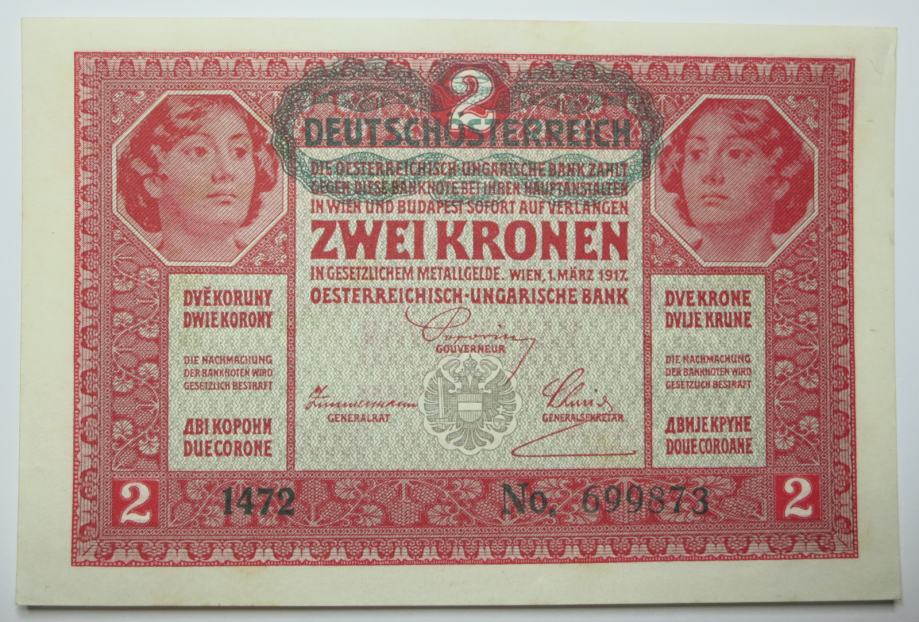 2
DEUTSCHÖSTERREICH
DIE OESTERREICHISCH-UNGARISCHE BANK ZAHLT
GEGEN DIESE BANKNOTE BEI IHREN HAUPTANSTALTEN
IN WIEN UND BUDAPEST SOFORT AUF VERLANGEN
ZWEI KRONEN
IN GESETZLICHEM METALLGELDE. WIEN, 1. MÄRZ 1917.
OESTERREICHISCH-UNGARISCHE BANK
GOUVERNEUR
GENERALRAT
GENERALSEKRETÄR
DVĚ KORUNY
DWIE KORONY
DIE NACHMACHUNG
DER BANKNOTEN WIRD
GESETZLICH BESTRAFT
ДВІ КОРОНИ
DUE CORONE
DVE KRONE
DVIJE KRUNE
DIE NACHMACHUNG
DER BANKNOTEN WIRD
GESETZLICH BESTRAFT
ДВИЈЕ КРУНЕ
DOUE COROANE
2
1472
No. 699873
2